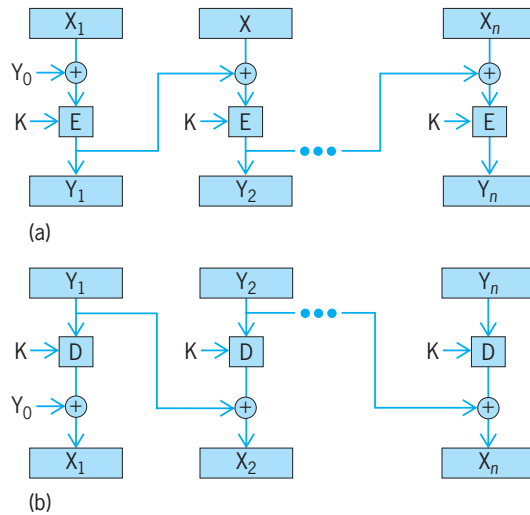 X₁ X Xₙ
Y₀ + + +
K E K E K E
Y₁ Y₂ Yₙ
(a)
Y₁ Y₂ Yₙ
K D K D K D
Y₀ + + +
X₁ X₂ Xₙ
(b)